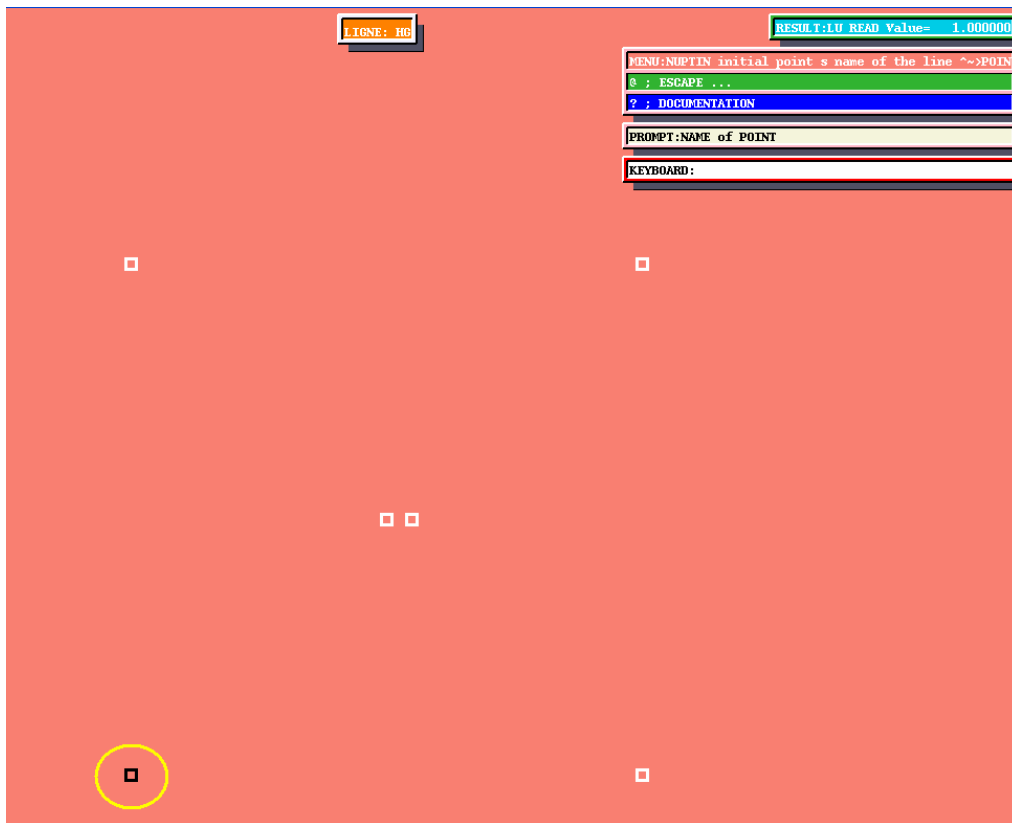 LIGNE: HG
RESULT:LU READ Value= 1.000000
MENU:NUPTIN initial point s name of the line ^~>POIN
@ ; ESCAPE ...
? ; DOCUMENTATION
PROMPT:NAME of POINT
KEYBOARD: